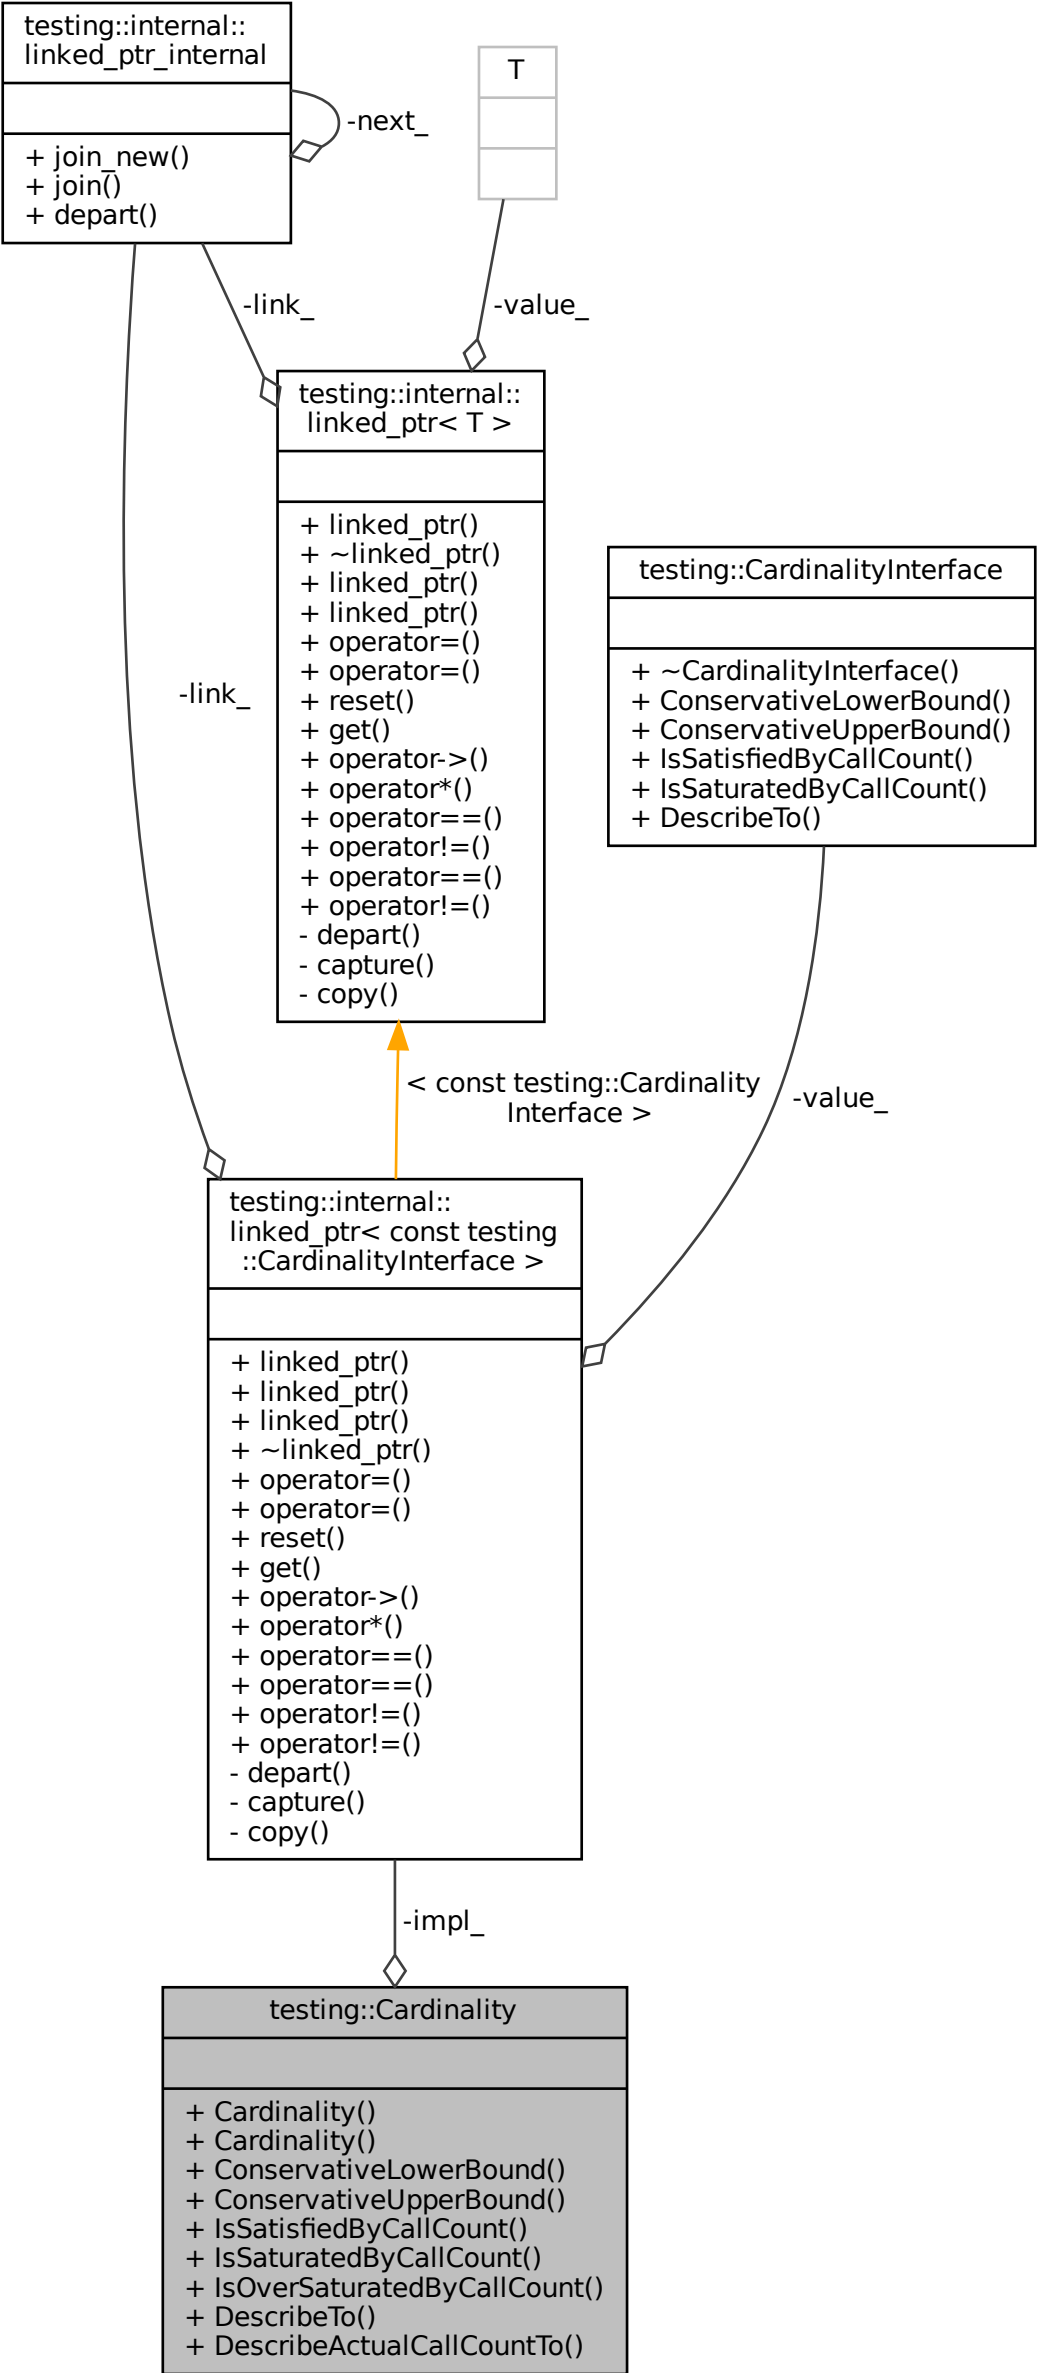 testing::internal::
linked_ptr_internal
+ join_new()
+ join()
+ depart()
-next_
T
-link_
-value_
testing::internal::
linked_ptr< T >
+ linked_ptr()
+ ~linked_ptr()
+ linked_ptr()
+ linked_ptr()
+ operator=()
+ operator=()
+ reset()
+ get()
+ operator->()
+ operator*()
+ operator==()
+ operator!=()
+ operator==()
+ operator!=()
- depart()
- capture()
- copy()
testing::CardinalityInterface
+ ~CardinalityInterface()
+ ConservativeLowerBound()
+ ConservativeUpperBound()
+ IsSatisfiedByCallCount()
+ IsSaturatedByCallCount()
+ DescribeTo()
-link_
< const testing::Cardinality
Interface >
-value_
testing::internal::
linked_ptr< const testing
::CardinalityInterface >
+ linked_ptr()
+ linked_ptr()
+ linked_ptr()
+ ~linked_ptr()
+ operator=()
+ operator=()
+ reset()
+ get()
+ operator->()
+ operator*()
+ operator==()
+ operator==()
+ operator!=()
+ operator!=()
- depart()
- capture()
- copy()
-impl_
testing::Cardinality
+ Cardinality()
+ Cardinality()
+ ConservativeLowerBound()
+ ConservativeUpperBound()
+ IsSatisfiedByCallCount()
+ IsSaturatedByCallCount()
+ IsOverSaturatedByCallCount()
+ DescribeTo()
+ DescribeActualCallCountTo()